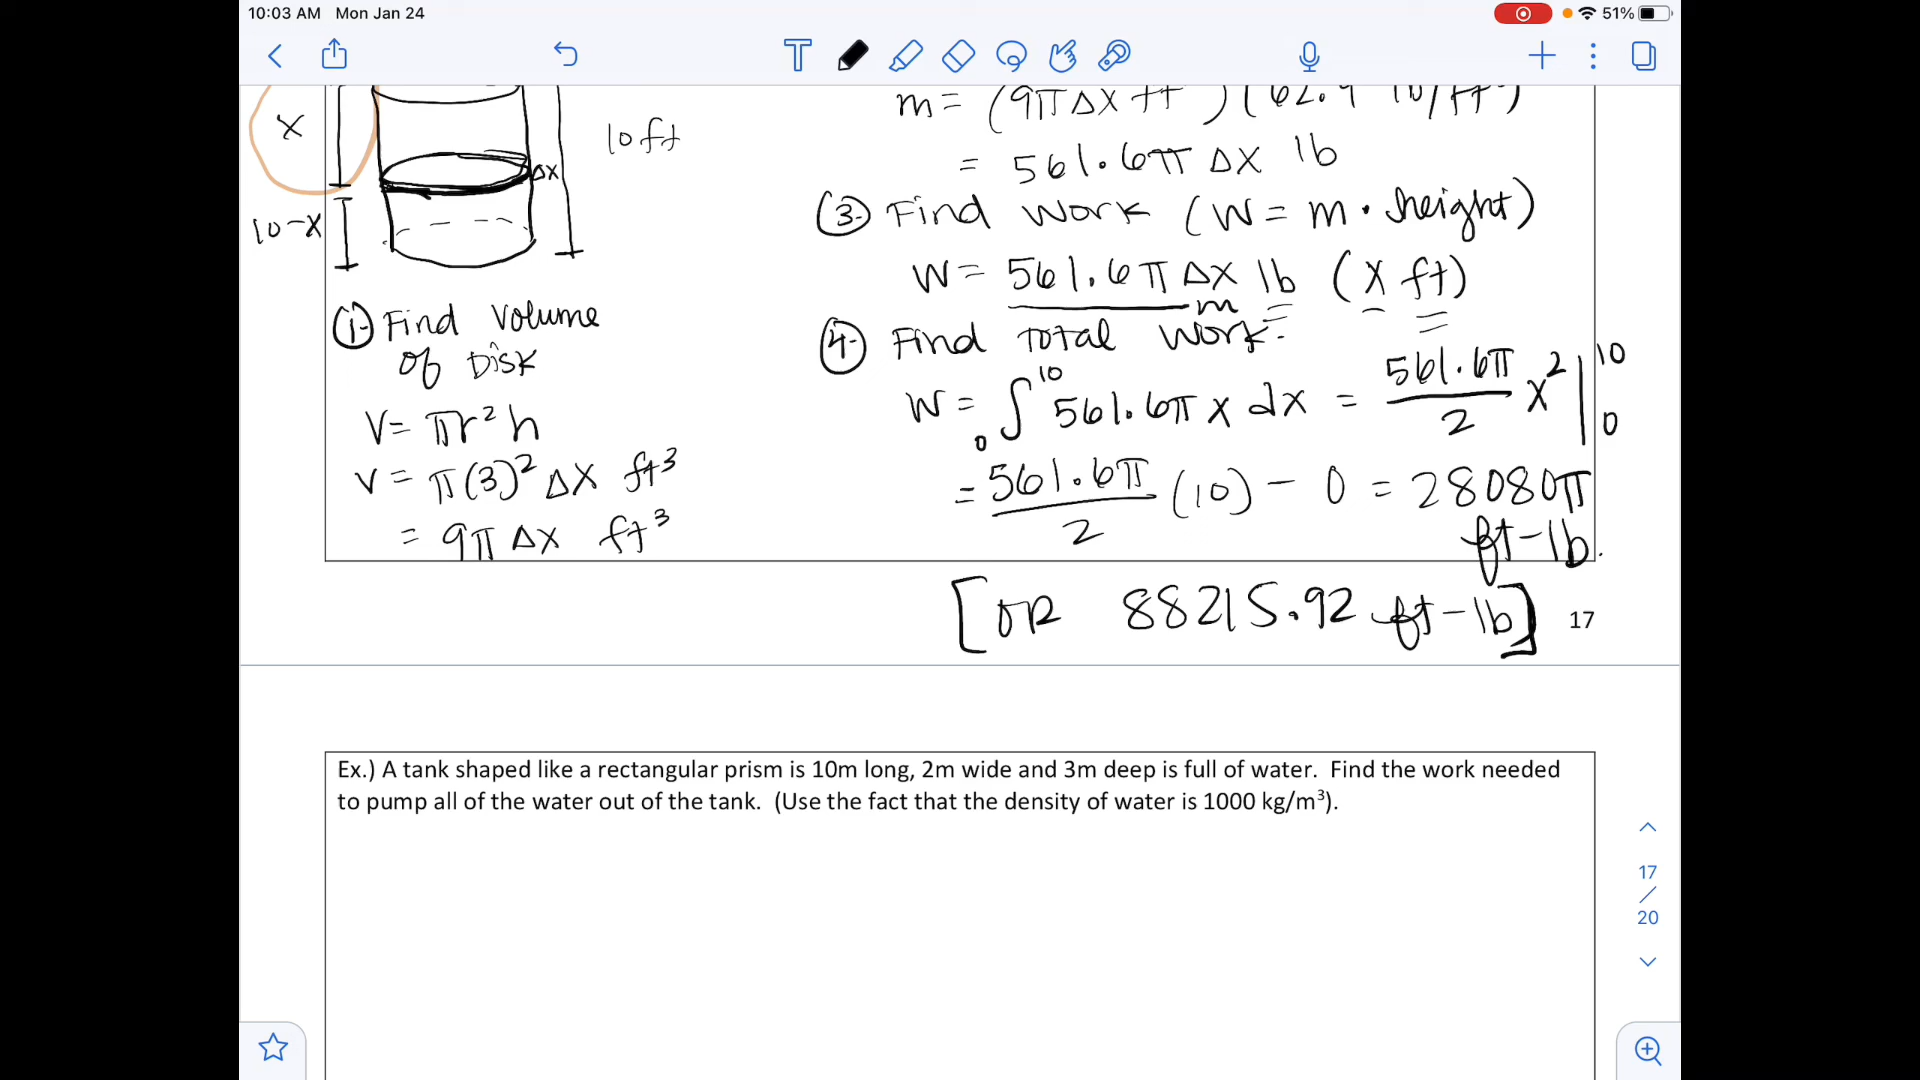 10:03 AM Mon Jan 24
51%
x
10 ft
Δx
10-x
① Find Volume
of Disk
V= πr² h
V= π(3)² Δx ft³
= 9π Δx ft³
m= (9π Δx ft
= 561.6π Δx lb
③ Find Work (W = m • height)
W= 561.6π Δx lb (x ft)
m
④ Find Total Work:
W = ∫₀¹⁰ 561.6π x dx = 561.6π/2 x² |₀¹⁰
= 561.6π/2 (10) - 0 = 28080π
ft-lb.
[OR 88215.92 ft-lb]
17
Ex.) A tank shaped like a rectangular prism is 10m long, 2m wide and 3m deep is full of water. Find the work needed
to pump all of the water out of the tank. (Use the fact that the density of water is 1000 kg/m³).
17
/
20